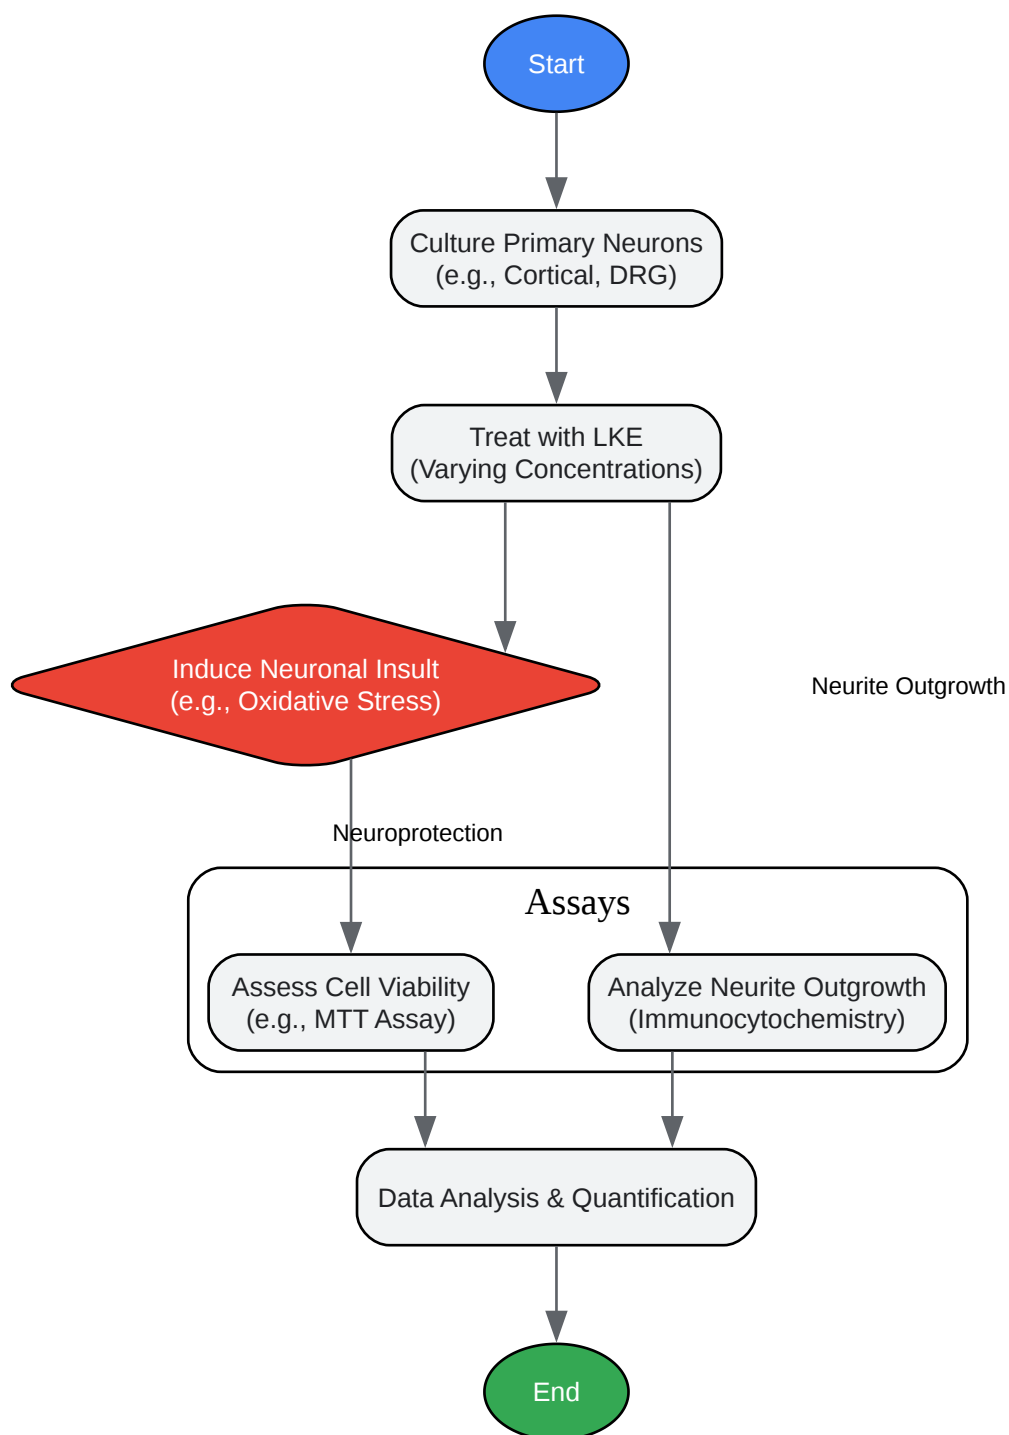 Start
Culture Primary Neurons
(e.g., Cortical, DRG)
Treat with LKE
(Varying Concentrations)
Induce Neuronal Insult
(e.g., Oxidative Stress)
Neurite Outgrowth
Neuroprotection
Assays
Assess Cell Viability
(e.g., MTT Assay)
Analyze Neurite Outgrowth
(Immunocytochemistry)
Data Analysis & Quantification
End